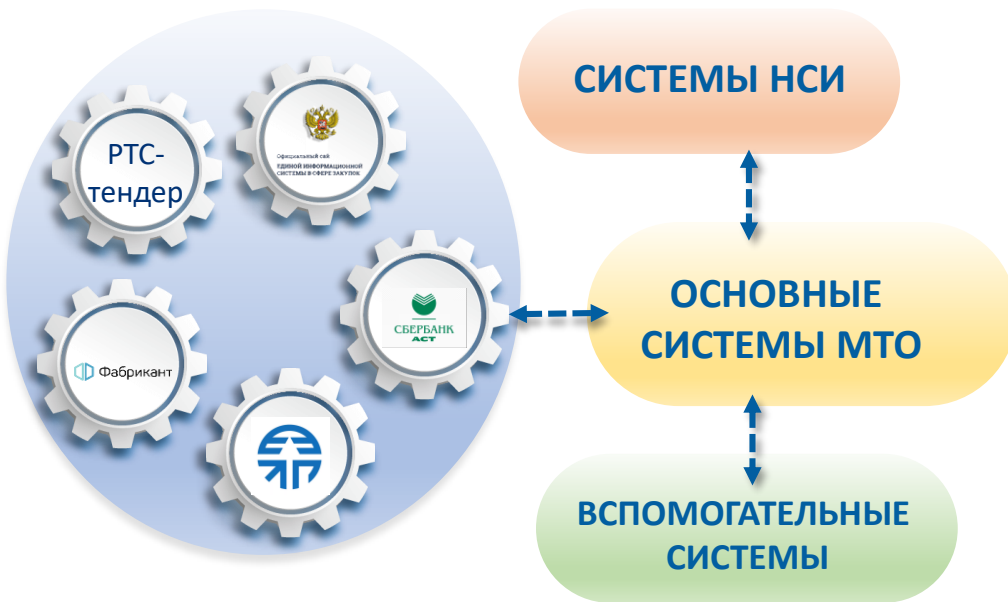 РТС-
тендер
Официальный сайт
ЕДИНОЙ ИНФОРМАЦИОННОЙ
СИСТЕМЫ В СФЕРЕ ЗАКУПОК
СБЕРБАНК
АСТ
Фабрикант
СИСТЕМЫ НСИ
ОСНОВНЫЕ
СИСТЕМЫ МТО
ВСПОМОГАТЕЛЬНЫЕ
СИСТЕМЫ